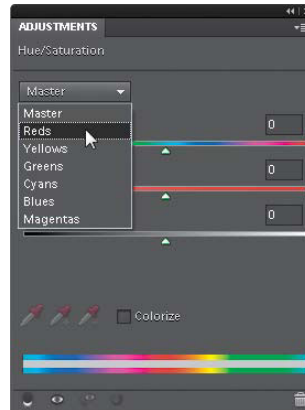 ADJUSTMENTS
Hue/Saturation
Master
Master
Reds
Yellows
Greens
Cyans
Blues
Magentas
0
0
0
Colorize